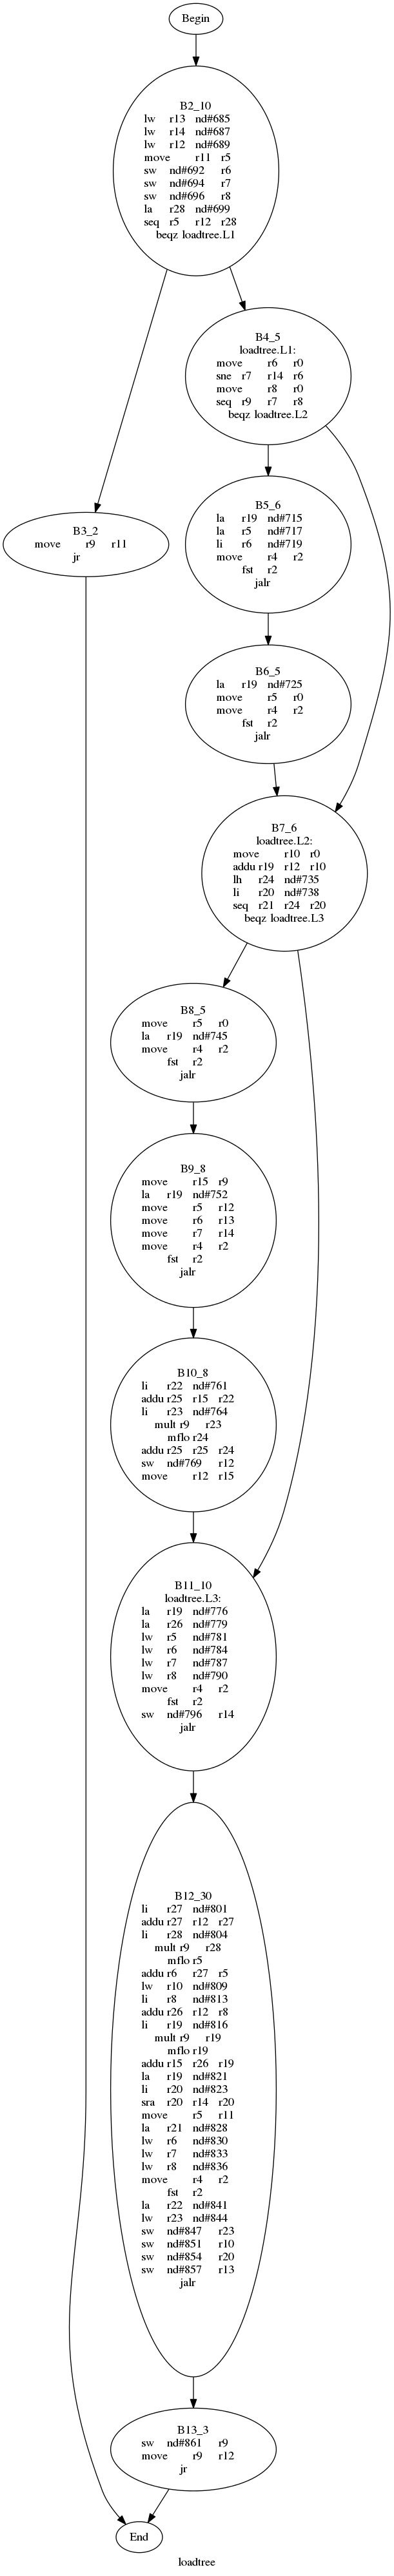 Begin
B2_10
lw r13 nd#685
lw r14 nd#687
lw r12 nd#689
move r11 r5
sw nd#692 r6
sw nd#694 r7
sw nd#696 r8
la r28 nd#699
seq r5 r12 r28
beqz loadtree.L1
B4_5
loadtree.L1:
move r6 r0
sne r7 r14 r6
move r8 r0
seq r9 r7 r8
beqz loadtree.L2
B5_6
la r19 nd#715
la r5 nd#717
li r6 nd#719
move r4 r2
fst r2
jalr
B3_2
move r9 r11
jr
B6_5
la r19 nd#725
move r5 r0
move r4 r2
fst r2
jalr
B7_6
loadtree.L2:
move r10 r0
addu r19 r12 r10
lh r24 nd#735
li r20 nd#738
seq r21 r24 r20
beqz loadtree.L3
B8_5
move r5 r0
la r19 nd#745
move r4 r2
fst r2
jalr
B9_8
move r15 r9
la r19 nd#752
move r5 r12
move r6 r13
move r7 r14
move r4 r2
fst r2
jalr
B10_8
li r22 nd#761
addu r25 r15 r22
li r23 nd#764
mult r9 r23
mflo r24
addu r25 r25 r24
sw nd#769 r12
move r12 r15
B11_10
loadtree.L3:
la r19 nd#776
la r26 nd#779
lw r5 nd#781
lw r6 nd#784
lw r7 nd#787
lw r8 nd#790
move r4 r2
fst r2
sw nd#796 r14
jalr
B12_30
li r27 nd#801
addu r27 r12 r27
li r28 nd#804
mult r9 r28
mflo r5
addu r6 r27 r5
lw r10 nd#809
li r8 nd#813
addu r26 r12 r8
li r19 nd#816
mult r9 r19
mflo r19
addu r15 r26 r19
la r19 nd#821
li r20 nd#823
sra r20 r14 r20
move r5 r11
la r21 nd#828
lw r6 nd#830
lw r7 nd#833
lw r8 nd#836
move r4 r2
fst r2
la r22 nd#841
lw r23 nd#844
sw nd#847 r23
sw nd#851 r10
sw nd#854 r20
sw nd#857 r13
jalr
B13_3
sw nd#861 r9
move r9 r12
jr
End
loadtree